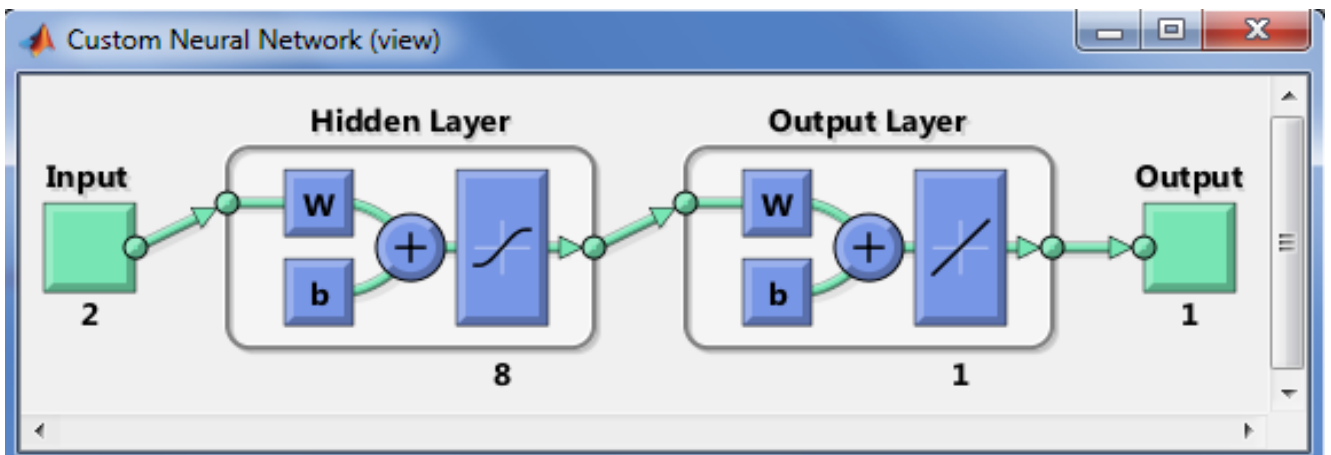 Custom Neural Network (view)
Hidden Layer
Output Layer
Input
Output
W
W
b
b
2
1
8
1